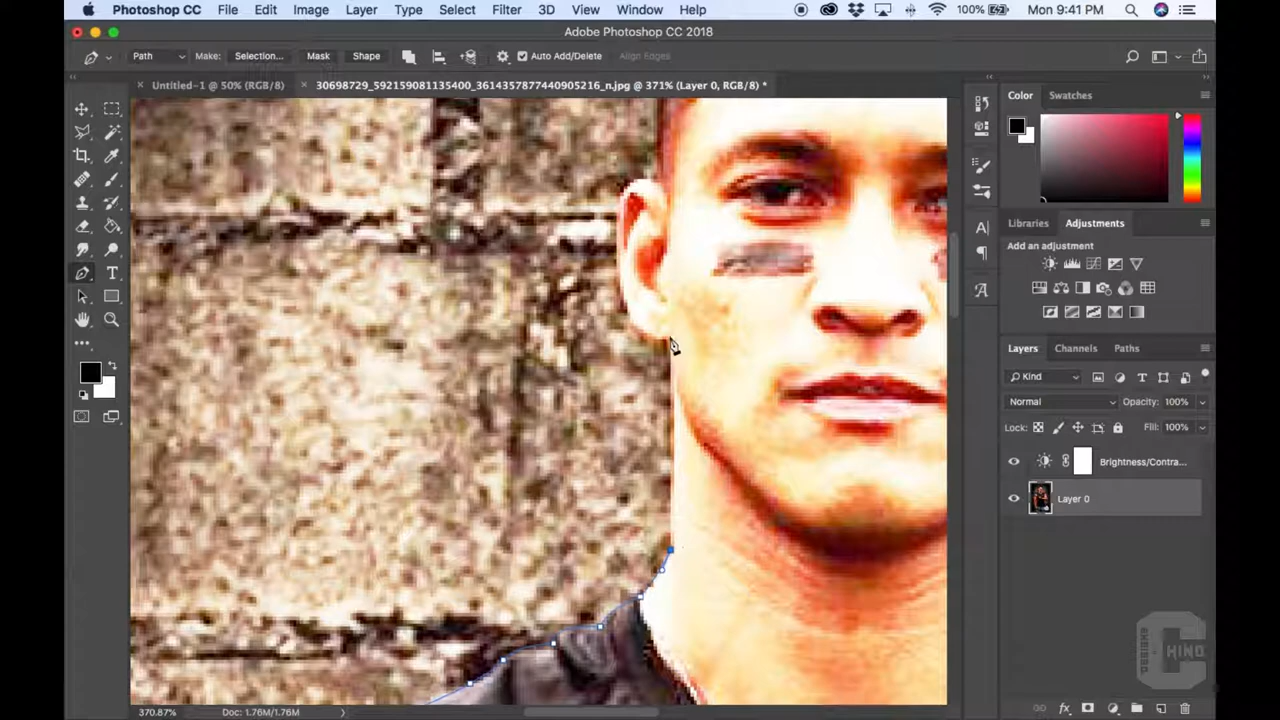 Photoshop CC File Edit Image Layer Type Select Filter 3D View Window Help 100% Mon 9:41 PM
Adobe Photoshop CC 2018
Path Make: Selection... Mask Shape Auto Add/Delete Align Edges
Untitled-1 @ 50% (RGB/8) 30698729_592159081135400_3614357877440905216_n.jpg @ 371% (Layer 0, RGB/8) *
Color Swatches
Libraries Adjustments
Add an adjustment
Layers Channels Paths
Kind
Normal Opacity: 100%
Lock: Fill: 100%
Brightness/Contra...
Layer 0
DESIGNS
CHINO
370.87% Doc: 1.76M/1.76M